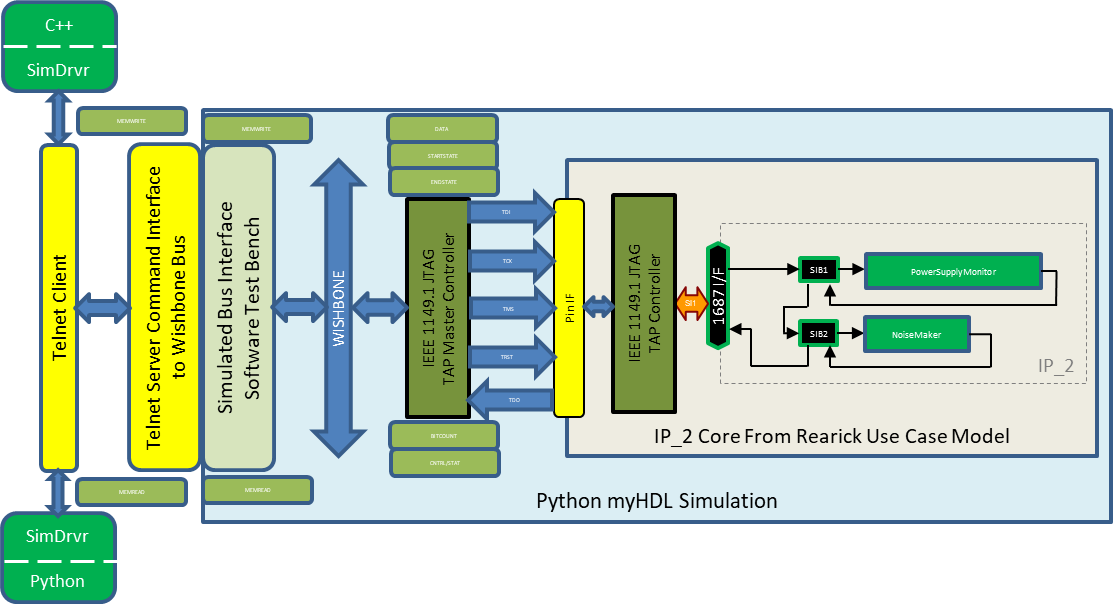 C++
SimDrvr
MEMWRITE
MEMWRITE
DATA
STARTSTATE
ENDSTATE
Telnet Client
Telnet Server Command Interface
to Wishbone Bus
Simulated Bus Interface
Software Test Bench
WISHBONE
IEEE 1149.1 JTAG
TAP Master Controller
TDI
TCK
TMS
TRST
TDO
PinIF
IEEE 1149.1 JTAG
TAP Controller
SI1
1687 I/F
SIB1
PowerSupplyMonitor
SIB2
NoiseMaker
IP_2
IP_2 Core From Rearick Use Case Model
BITCOUNT
CNTRL/STAT
MEMREAD
MEMREAD
Python myHDL Simulation
SimDrvr
Python